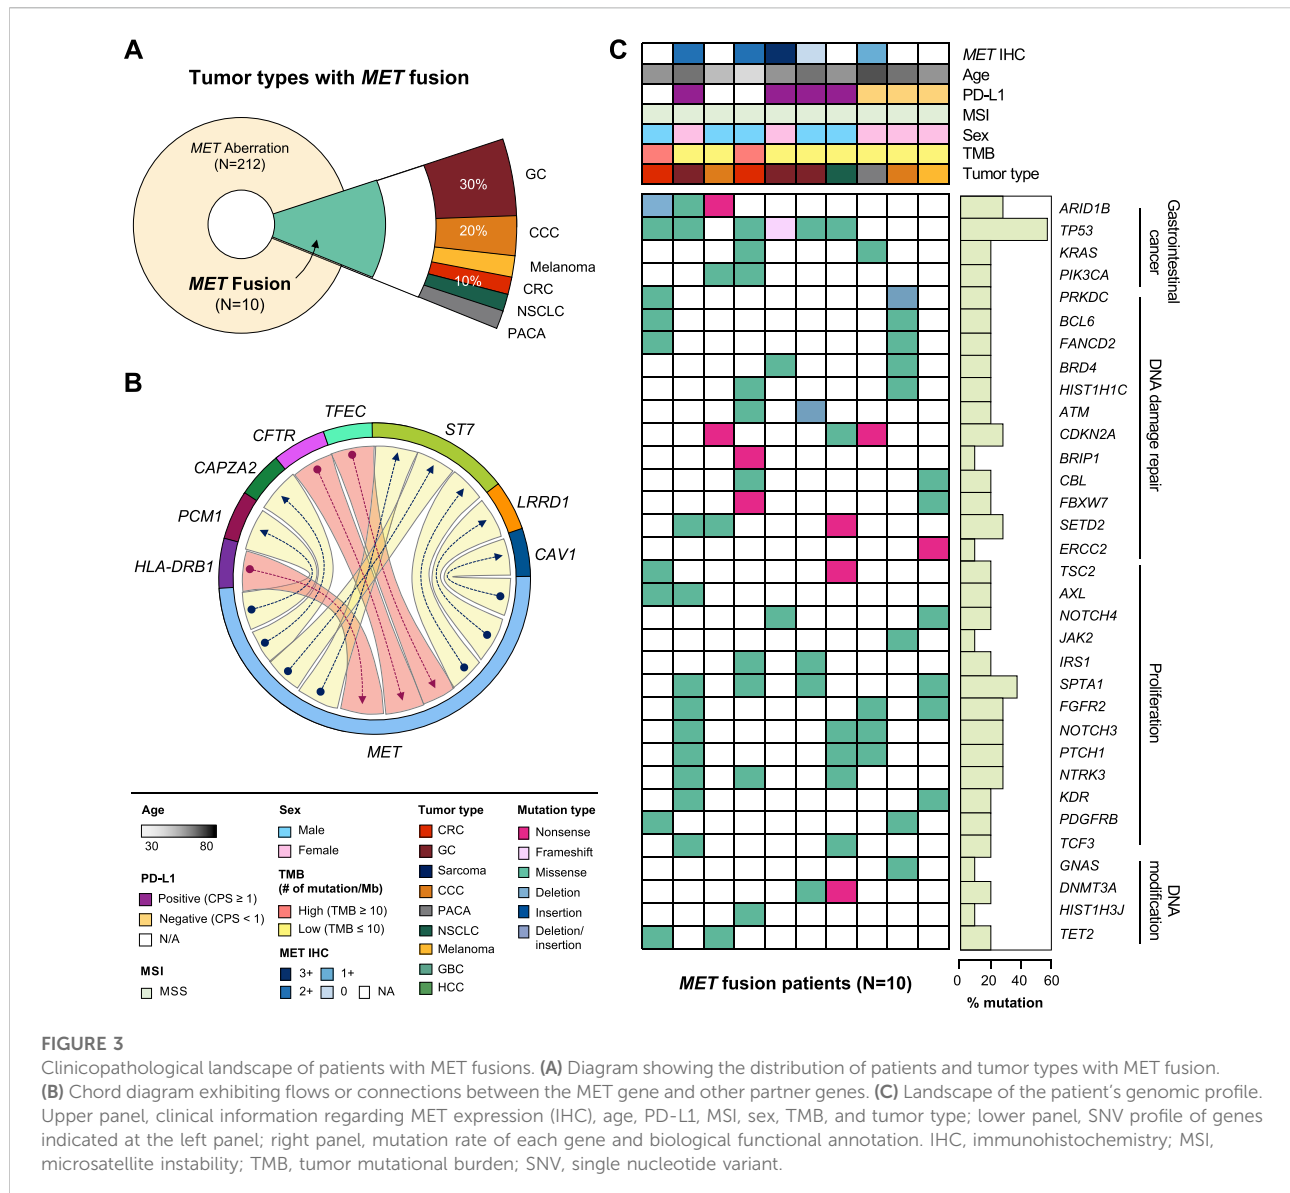 A
Tumor types with MET fusion
MET Aberration
(N=212)
MET Fusion
(N=10)
30%
20%
10%
GC
CCC
Melanoma
CRC
NSCLC
PACA
B
TFEC
ST7
CFTR
CAPZA2
LRRD1
PCM1
CAV1
HLA-DRB1
MET
C
MET IHC
Age
PD-L1
MSI
Sex
TMB
Tumor type
ARID1B
TP53
KRAS
PIK3CA
PRKDC
BCL6
FANCD2
BRD4
HIST1H1C
ATM
CDKN2A
BRIP1
CBL
FBXW7
SETD2
ERCC2
TSC2
AXL
NOTCH4
JAK2
IRS1
SPTA1
FGFR2
NOTCH3
PTCH1
NTRK3
KDR
PDGFRB
TCF3
GNAS
DNMT3A
HIST1H3J
TET2
Gastrointestinal
cancer
DNA damage repair
Proliferation
DNA
modification
MET fusion patients (N=10)
0 20 40 60
% mutation
Age
30 80
PD-L1
Positive (CPS ≥ 1)
Negative (CPS < 1)
N/A
MSI
MSS
Sex
Male
Female
TMB
(# of mutation/Mb)
High (TMB ≥ 10)
Low (TMB ≤ 10)
MET IHC
3+ 1+
2+ 0 NA
Tumor type
CRC
GC
Sarcoma
CCC
PACA
NSCLC
Melanoma
GBC
HCC
Mutation type
Nonsense
Frameshift
Missense
Deletion
Insertion
Deletion/
insertion
FIGURE 3
Clinicopathological landscape of patients with MET fusions. (A) Diagram showing the distribution of patients and tumor types with MET fusion.
(B) Chord diagram exhibiting flows or connections between the MET gene and other partner genes. (C) Landscape of the patient's genomic profile.
Upper panel, clinical information regarding MET expression (IHC), age, PD-L1, MSI, sex, TMB, and tumor type; lower panel, SNV profile of genes
indicated at the left panel; right panel, mutation rate of each gene and biological functional annotation. IHC, immunohistochemistry; MSI,
microsatellite instability; TMB, tumor mutational burden; SNV, single nucleotide variant.